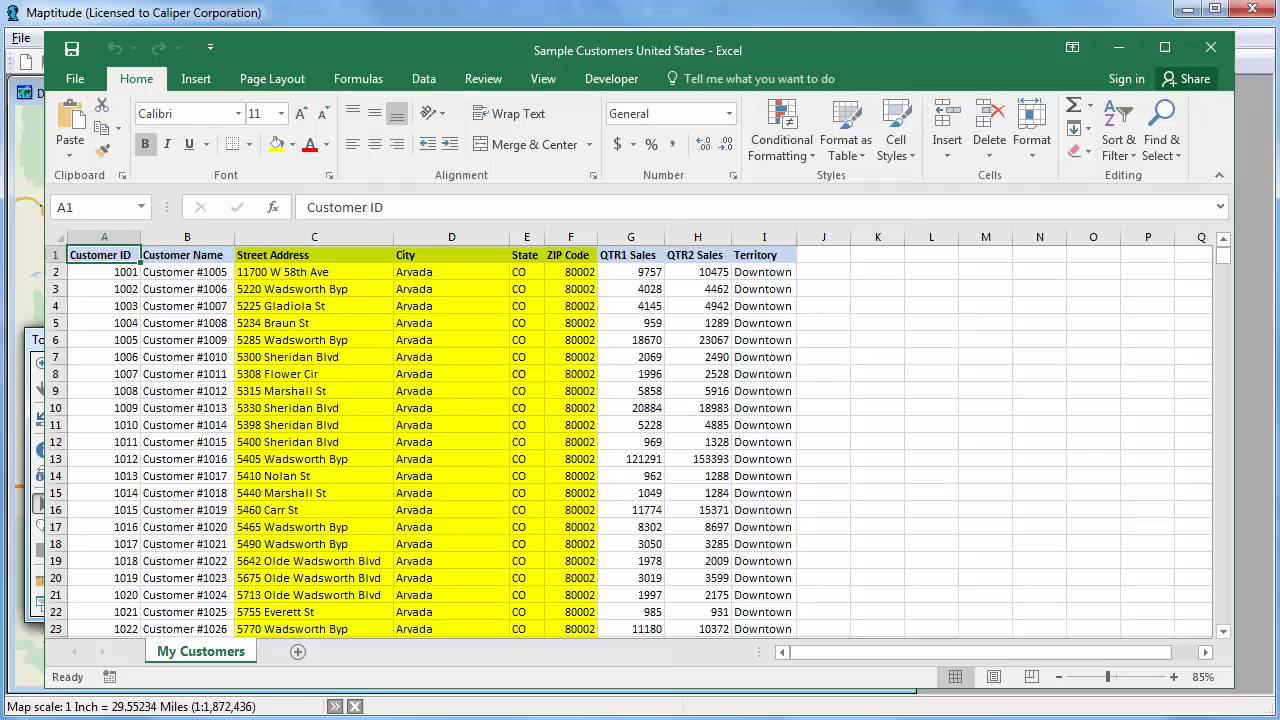 Maptitude (Licensed to Caliper Corporation)
File
Sample Customers United States - Excel
File Home Insert Page Layout Formulas Data Review View Developer Tell me what you want to do Sign in Share
Paste
Clipboard
Calibri 11
B I U A
Font
Wrap Text
Merge & Center
Alignment
General
$ % ,
Number
Conditional Formatting
Format as Table
Cell Styles
Styles
Insert Delete Format
Cells
Sort & Filter
Find & Select
Editing
A1 fx Customer ID
A B C D E F G H I J K L M N O P Q
1 Customer ID Customer Name Street Address City State ZIP Code QTR1 Sales QTR2 Sales Territory
2 1001 Customer #1005 11700 W 58th Ave Arvada CO 80002 9757 10475 Downtown
3 1002 Customer #1006 5220 Wadsworth Byp Arvada CO 80002 4028 4462 Downtown
4 1003 Customer #1007 5225 Gladiola St Arvada CO 80002 4145 4942 Downtown
5 1004 Customer #1008 5234 Braun St Arvada CO 80002 959 1289 Downtown
6 1005 Customer #1009 5285 Wadsworth Byp Arvada CO 80002 18670 23067 Downtown
7 1006 Customer #1010 5300 Sheridan Blvd Arvada CO 80002 2069 2490 Downtown
8 1007 Customer #1011 5308 Flower Cir Arvada CO 80002 1996 2528 Downtown
9 1008 Customer #1012 5315 Marshall St Arvada CO 80002 5858 5916 Downtown
10 1009 Customer #1013 5330 Sheridan Blvd Arvada CO 80002 20884 18983 Downtown
11 1010 Customer #1014 5398 Sheridan Blvd Arvada CO 80002 5228 4885 Downtown
12 1011 Customer #1015 5400 Sheridan Blvd Arvada CO 80002 969 1328 Downtown
13 1012 Customer #1016 5405 Wadsworth Byp Arvada CO 80002 121291 153393 Downtown
14 1013 Customer #1017 5410 Nolan St Arvada CO 80002 962 1288 Downtown
15 1014 Customer #1018 5440 Marshall St Arvada CO 80002 1049 1284 Downtown
16 1015 Customer #1019 5460 Carr St Arvada CO 80002 11774 15371 Downtown
17 1016 Customer #1020 5465 Wadsworth Byp Arvada CO 80002 8302 8697 Downtown
18 1017 Customer #1021 5490 Wadsworth Byp Arvada CO 80002 3050 3285 Downtown
19 1018 Customer #1022 5642 Olde Wadsworth Blvd Arvada CO 80002 1978 2009 Downtown
20 1019 Customer #1023 5675 Olde Wadsworth Blvd Arvada CO 80002 3019 3599 Downtown
21 1020 Customer #1024 5713 Olde Wadsworth Blvd Arvada CO 80002 1997 2175 Downtown
22 1021 Customer #1025 5755 Everett St Arvada CO 80002 985 931 Downtown
23 1022 Customer #1026 5770 Wadsworth Byp Arvada CO 80002 11180 10372 Downtown
My Customers
Ready 85%
Map scale: 1 Inch = 29.55234 Miles (1:1,872,436)